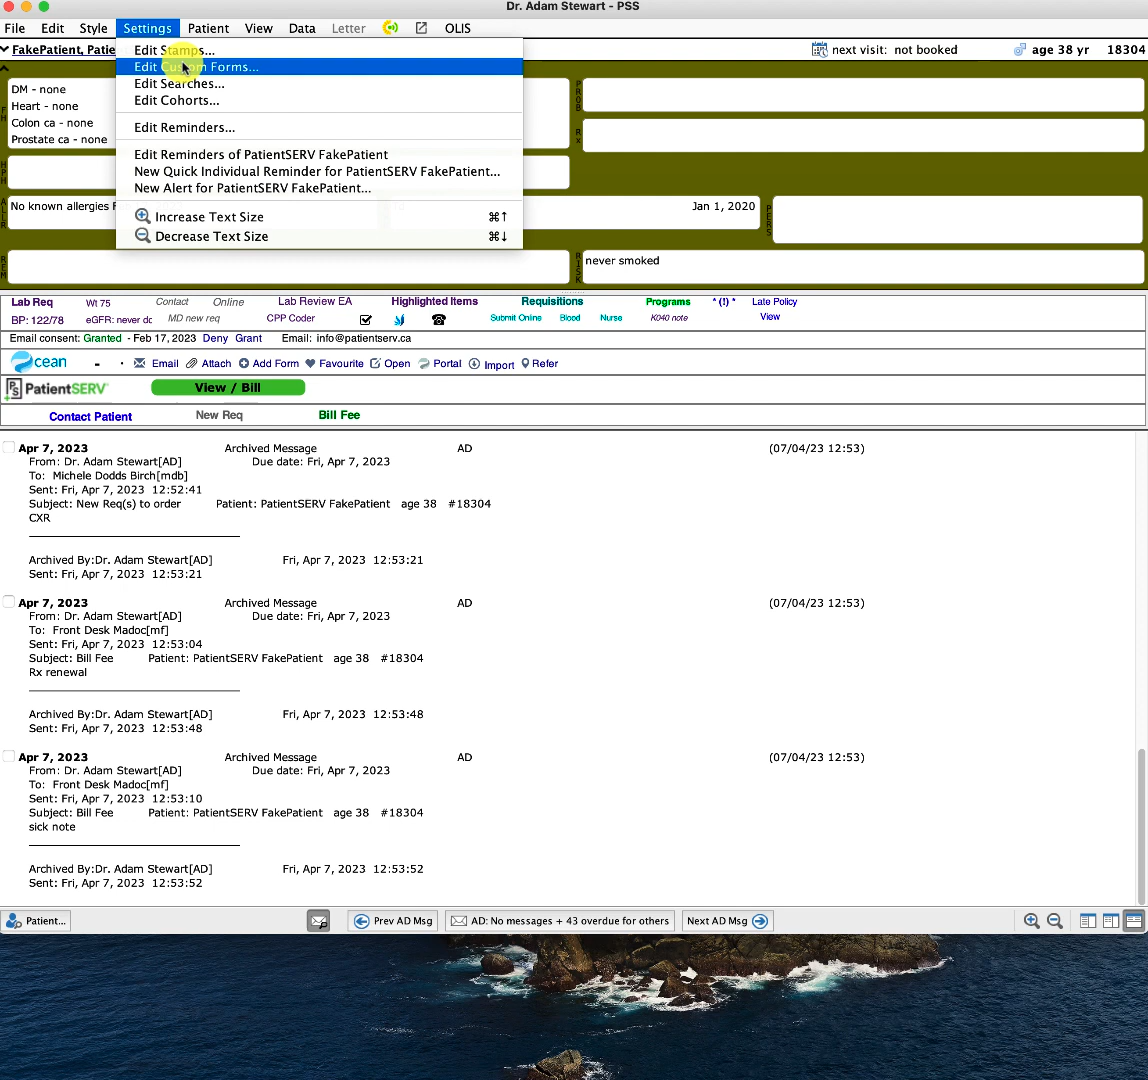 Dr. Adam Stewart - PSS
File Edit Style Settings Patient View Data Letter OLIS
FakePatient, Patie next visit: not booked age 38 yr 18304
Edit Stamps...
Edit Custom Forms...
Edit Searches...
Edit Cohorts...
Edit Reminders...
Edit Reminders of PatientSERV FakePatient
New Quick Individual Reminder for PatientSERV FakePatient...
New Alert for PatientSERV FakePatient...
Increase Text Size ⌘↑
Decrease Text Size ⌘↓
FH
DM - none
Heart - none
Colon ca - none
Prostate ca - none
PROB
Rx
HPH
ALLR
No known allergies
Jan 1, 2020
PERS
REM
RISK
never smoked
Lab Req Wt 75 Contact Online Lab Review EA Highlighted Items Requisitions Programs * (!) * Late Policy
BP: 122/78 eGFR: never dc MD new req CPP Coder Submit Online Blood Nurse K040 note View
Email consent: Granted - Feb 17, 2023 Deny Grant Email: info@patientserv.ca
ocean - · Email Attach Add Form Favourite Open Portal Import Refer
PS PatientSERV View / Bill
Contact Patient New Req Bill Fee
Apr 7, 2023 Archived Message AD (07/04/23 12:53)
From: Dr. Adam Stewart[AD] Due date: Fri, Apr 7, 2023
To: Michele Dodds Birch[mdb]
Sent: Fri, Apr 7, 2023 12:52:41
Subject: New Req(s) to order Patient: PatientSERV FakePatient age 38 #18304
CXR
Archived By:Dr. Adam Stewart[AD] Fri, Apr 7, 2023 12:53:21
Sent: Fri, Apr 7, 2023 12:53:21
Apr 7, 2023 Archived Message AD (07/04/23 12:53)
From: Dr. Adam Stewart[AD] Due date: Fri, Apr 7, 2023
To: Front Desk Madoc[mf]
Sent: Fri, Apr 7, 2023 12:53:04
Subject: Bill Fee Patient: PatientSERV FakePatient age 38 #18304
Rx renewal
Archived By:Dr. Adam Stewart[AD] Fri, Apr 7, 2023 12:53:48
Sent: Fri, Apr 7, 2023 12:53:48
Apr 7, 2023 Archived Message AD (07/04/23 12:53)
From: Dr. Adam Stewart[AD] Due date: Fri, Apr 7, 2023
To: Front Desk Madoc[mf]
Sent: Fri, Apr 7, 2023 12:53:10
Subject: Bill Fee Patient: PatientSERV FakePatient age 38 #18304
sick note
Archived By:Dr. Adam Stewart[AD] Fri, Apr 7, 2023 12:53:52
Sent: Fri, Apr 7, 2023 12:53:52
Patient... Prev AD Msg AD: No messages + 43 overdue for others Next AD Msg